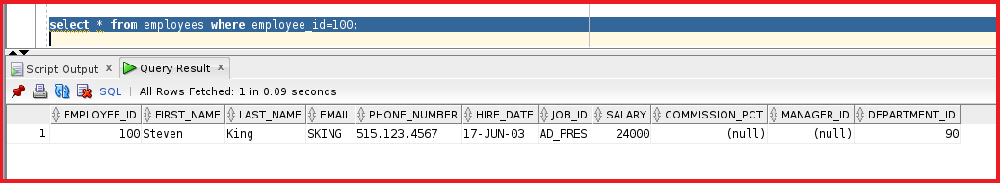 select * from employees where employee_id=100;
Script Output x Query Result x
SQL | All Rows Fetched: 1 in 0.09 seconds
EMPLOYEE_ID FIRST_NAME LAST_NAME EMAIL PHONE_NUMBER HIRE_DATE JOB_ID SALARY COMMISSION_PCT MANAGER_ID DEPARTMENT_ID
1 100 Steven King SKING 515.123.4567 17-JUN-03 AD_PRES 24000 (null) (null) 90